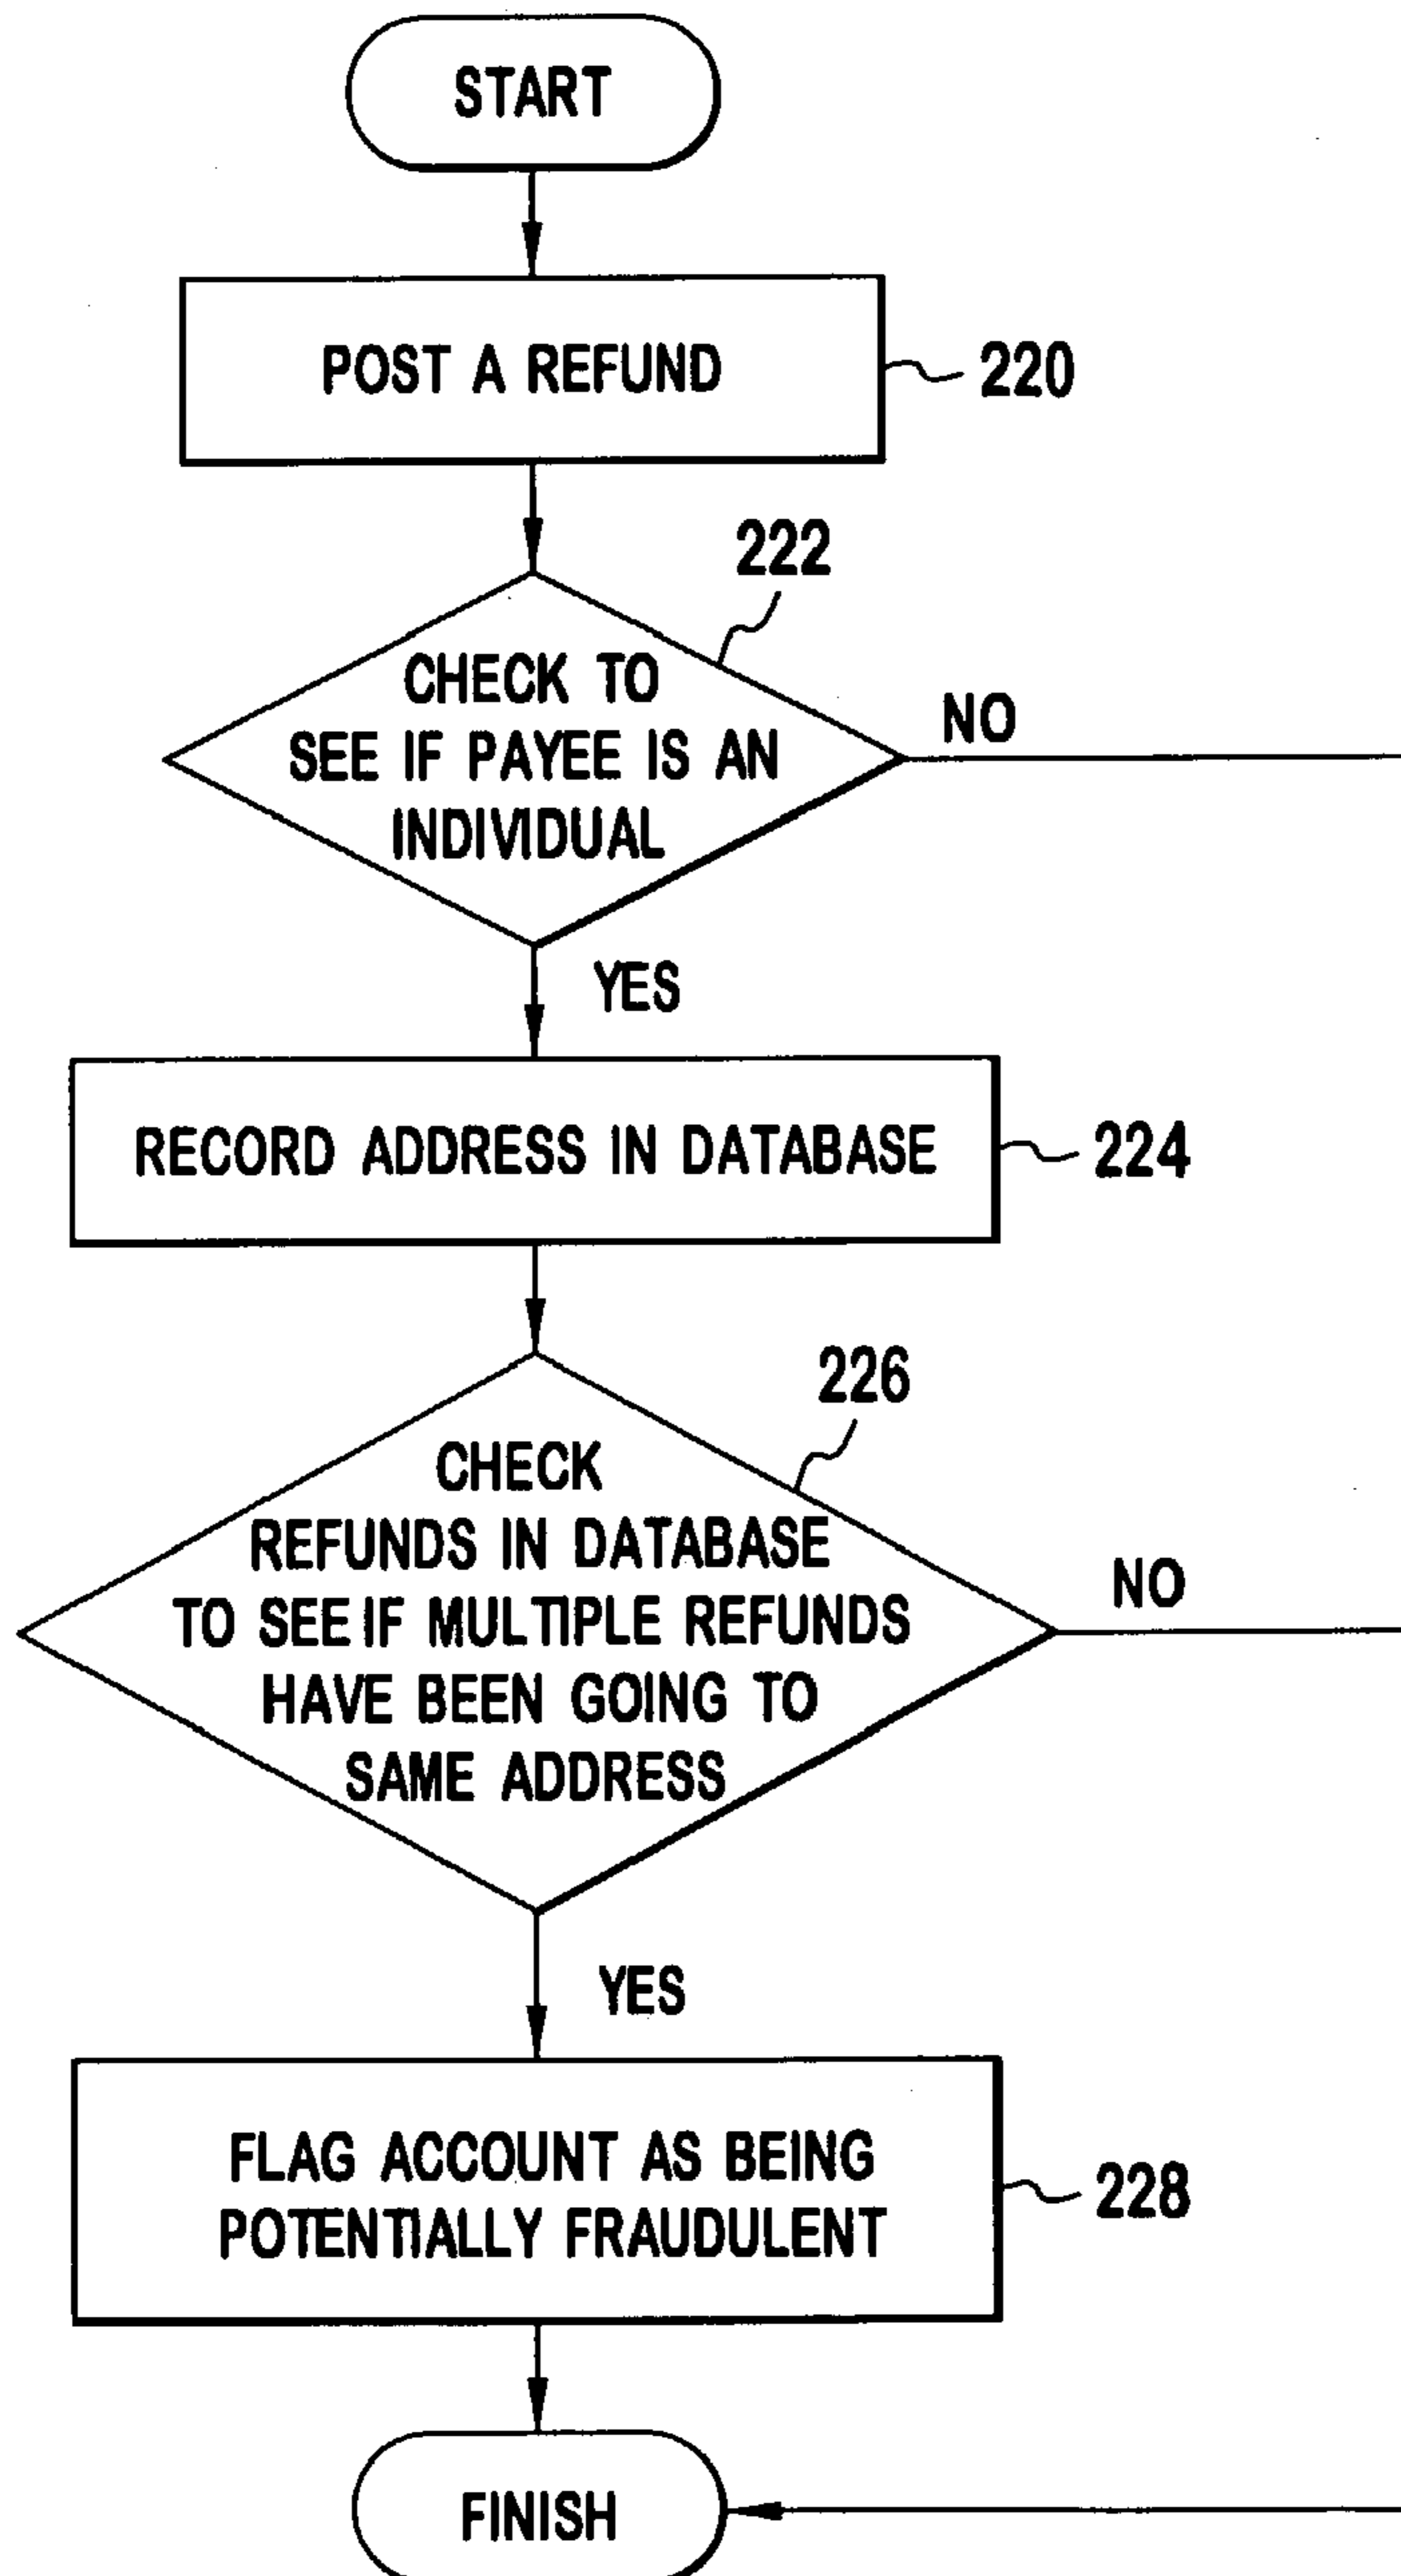 START
POST A REFUND
220
222
CHECK TO
SEE IF PAYEE IS AN
INDIVIDUAL
NO
YES
RECORD ADDRESS IN DATABASE
224
226
CHECK
REFUNDS IN DATABASE
TO SEE IF MULTIPLE REFUNDS
HAVE BEEN GOING TO
SAME ADDRESS
NO
YES
FLAG ACCOUNT AS BEING
POTENTIALLY FRAUDULENT
228
FINISH